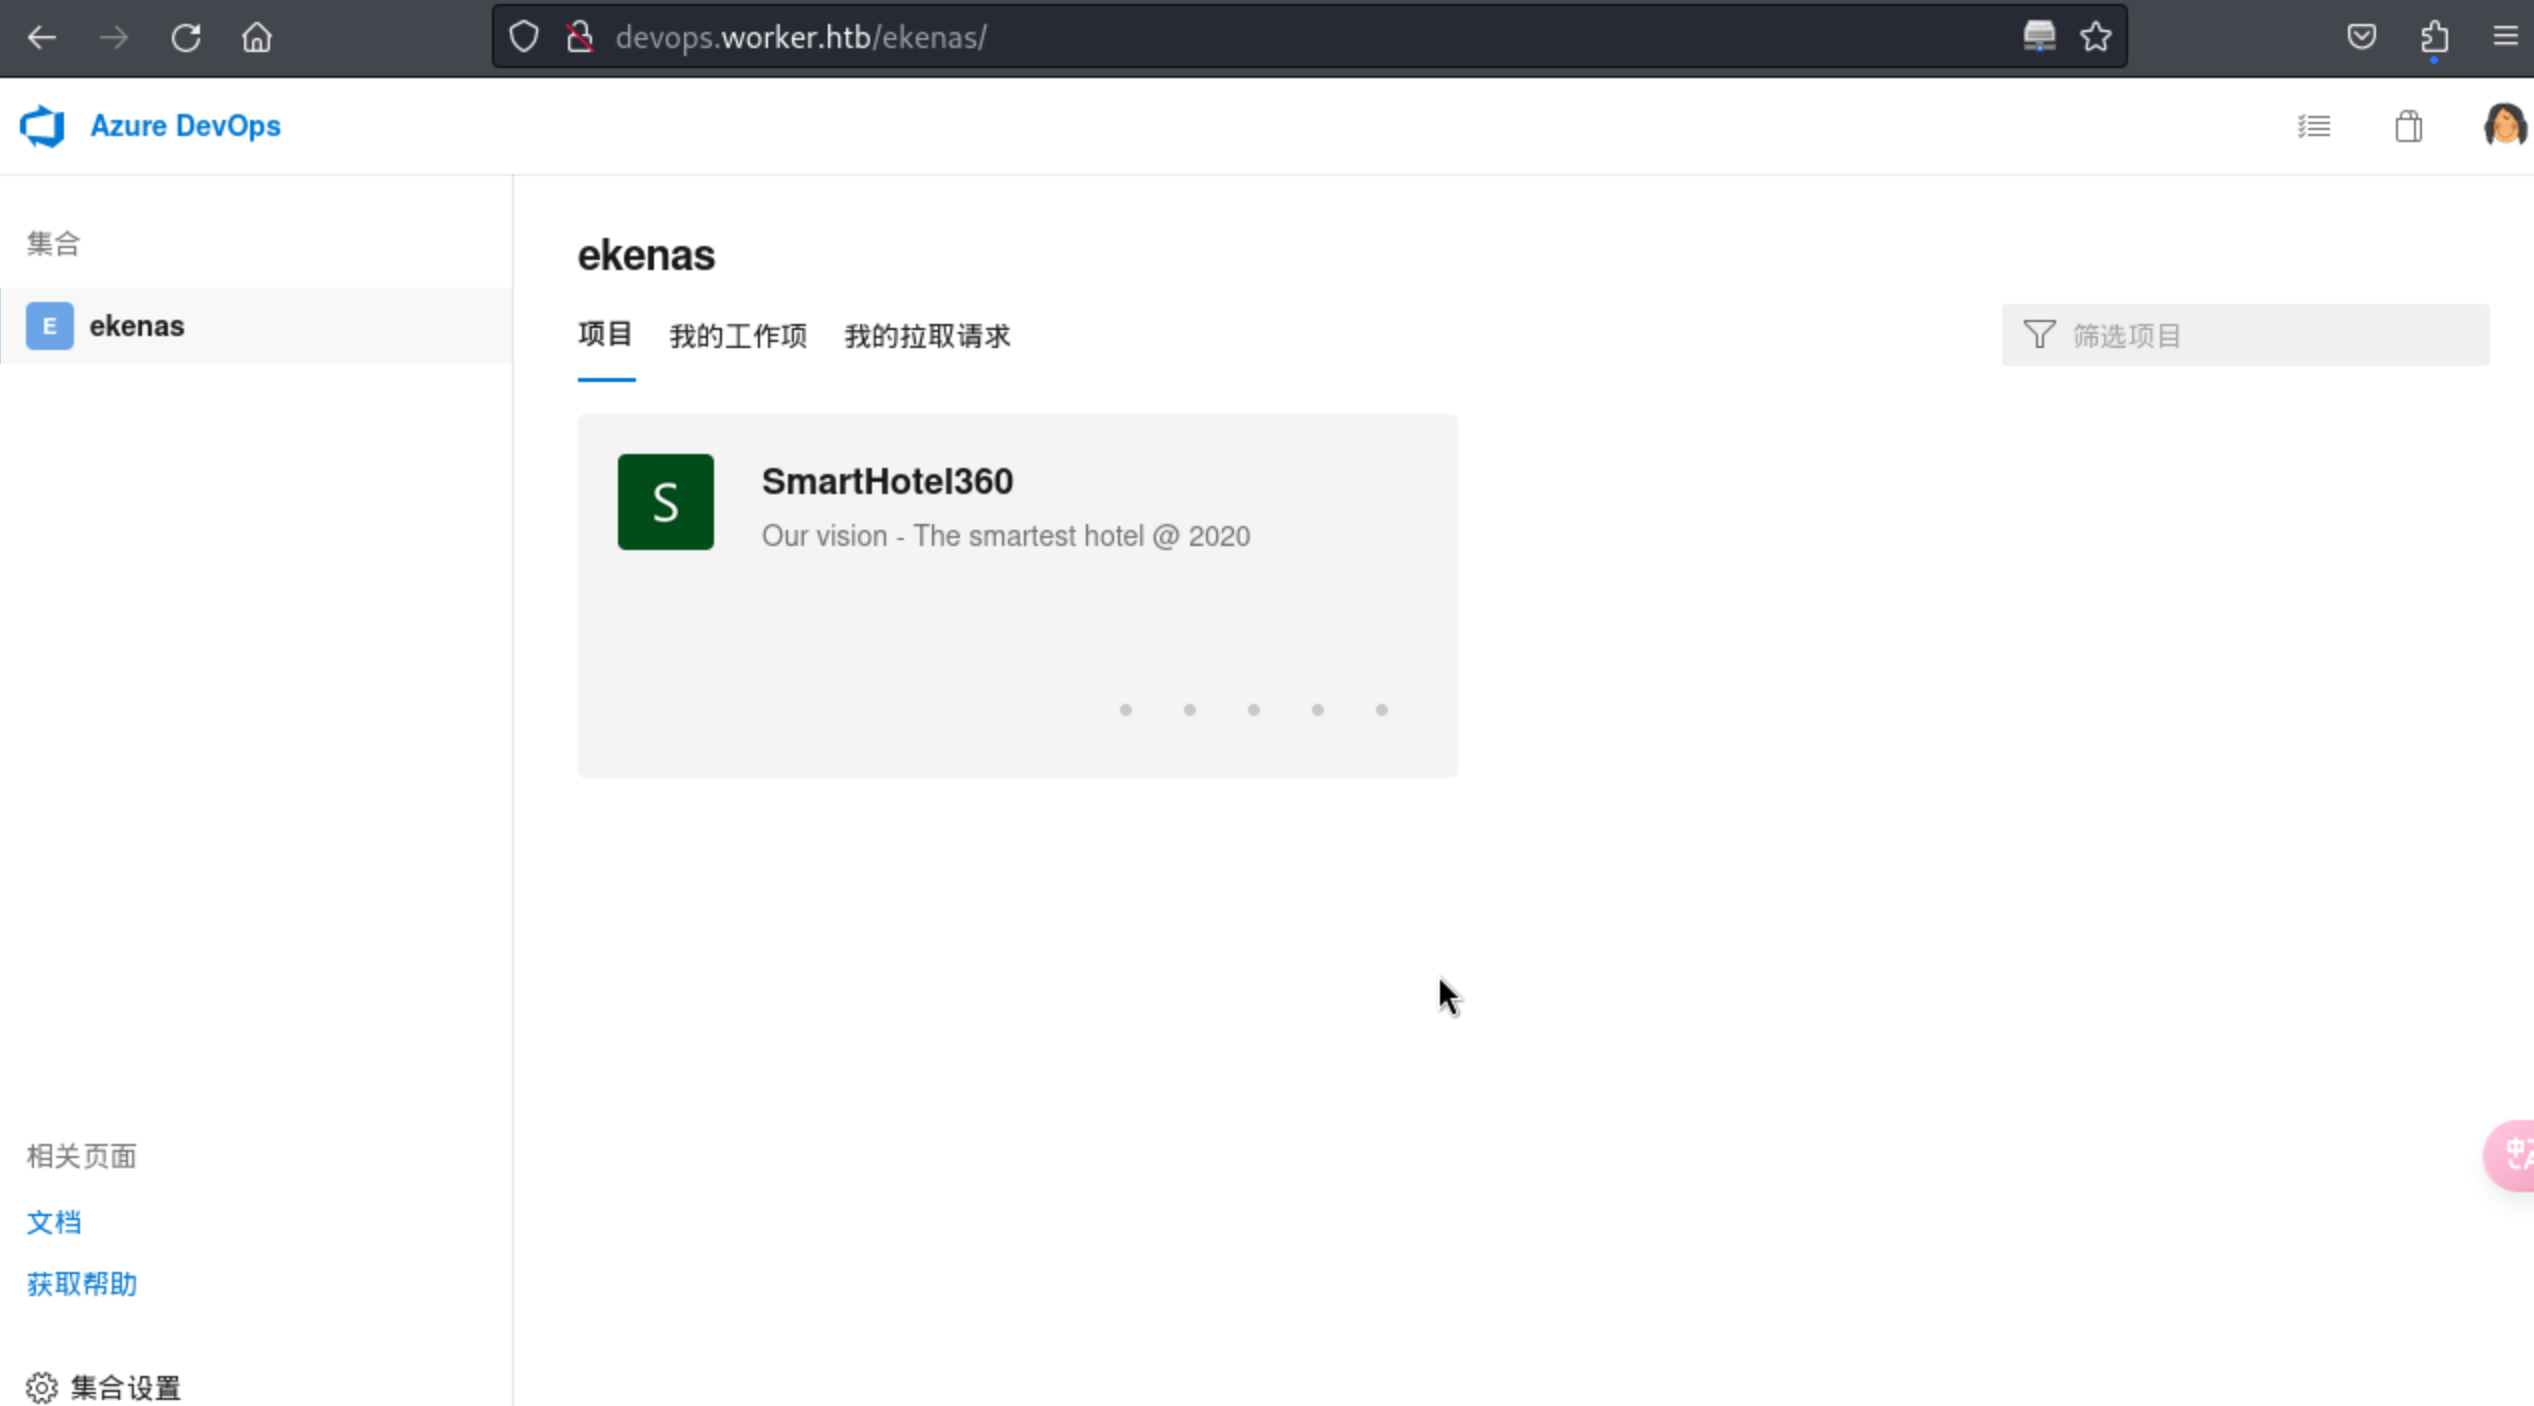 devops.worker.htb/ekenas/
Azure DevOps
集合
E ekenas
ekenas
项目 我的工作项 我的拉取请求
筛选项目
S
SmartHotel360
Our vision - The smartest hotel @ 2020
相关页面
文档
获取帮助
集合设置